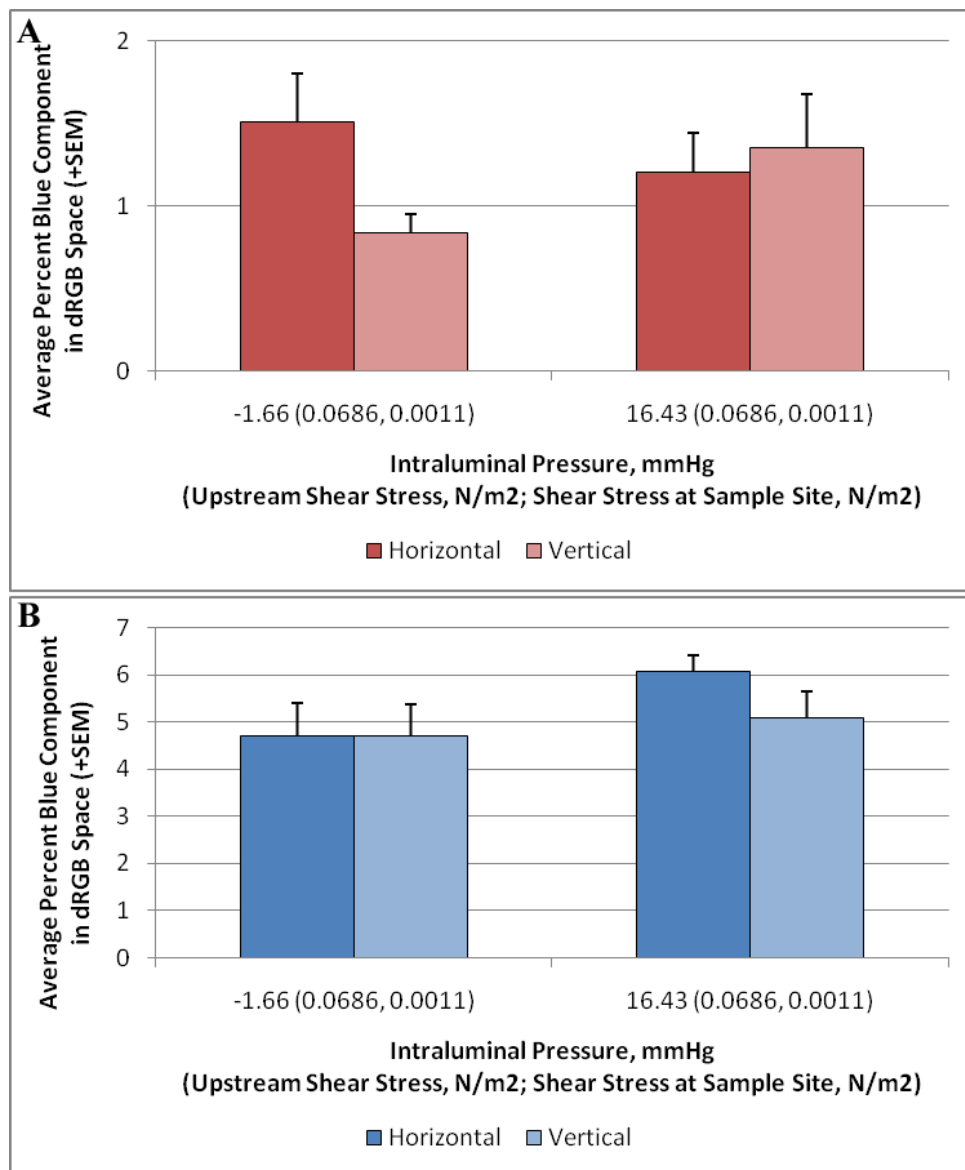 A
Average Percent Blue Component
in dRGB Space (+SEM)
2
1
0
-1.66 (0.0686, 0.0011)
16.43 (0.0686, 0.0011)
Intraluminal Pressure, mmHg
(Upstream Shear Stress, N/m2; Shear Stress at Sample Site, N/m2)
Horizontal
Vertical
B
Average Percent Blue Component
in dRGB Space (+SEM)
7
6
5
4
3
2
1
0
-1.66 (0.0686, 0.0011)
16.43 (0.0686, 0.0011)
Intraluminal Pressure, mmHg
(Upstream Shear Stress, N/m2; Shear Stress at Sample Site, N/m2)
Horizontal
Vertical